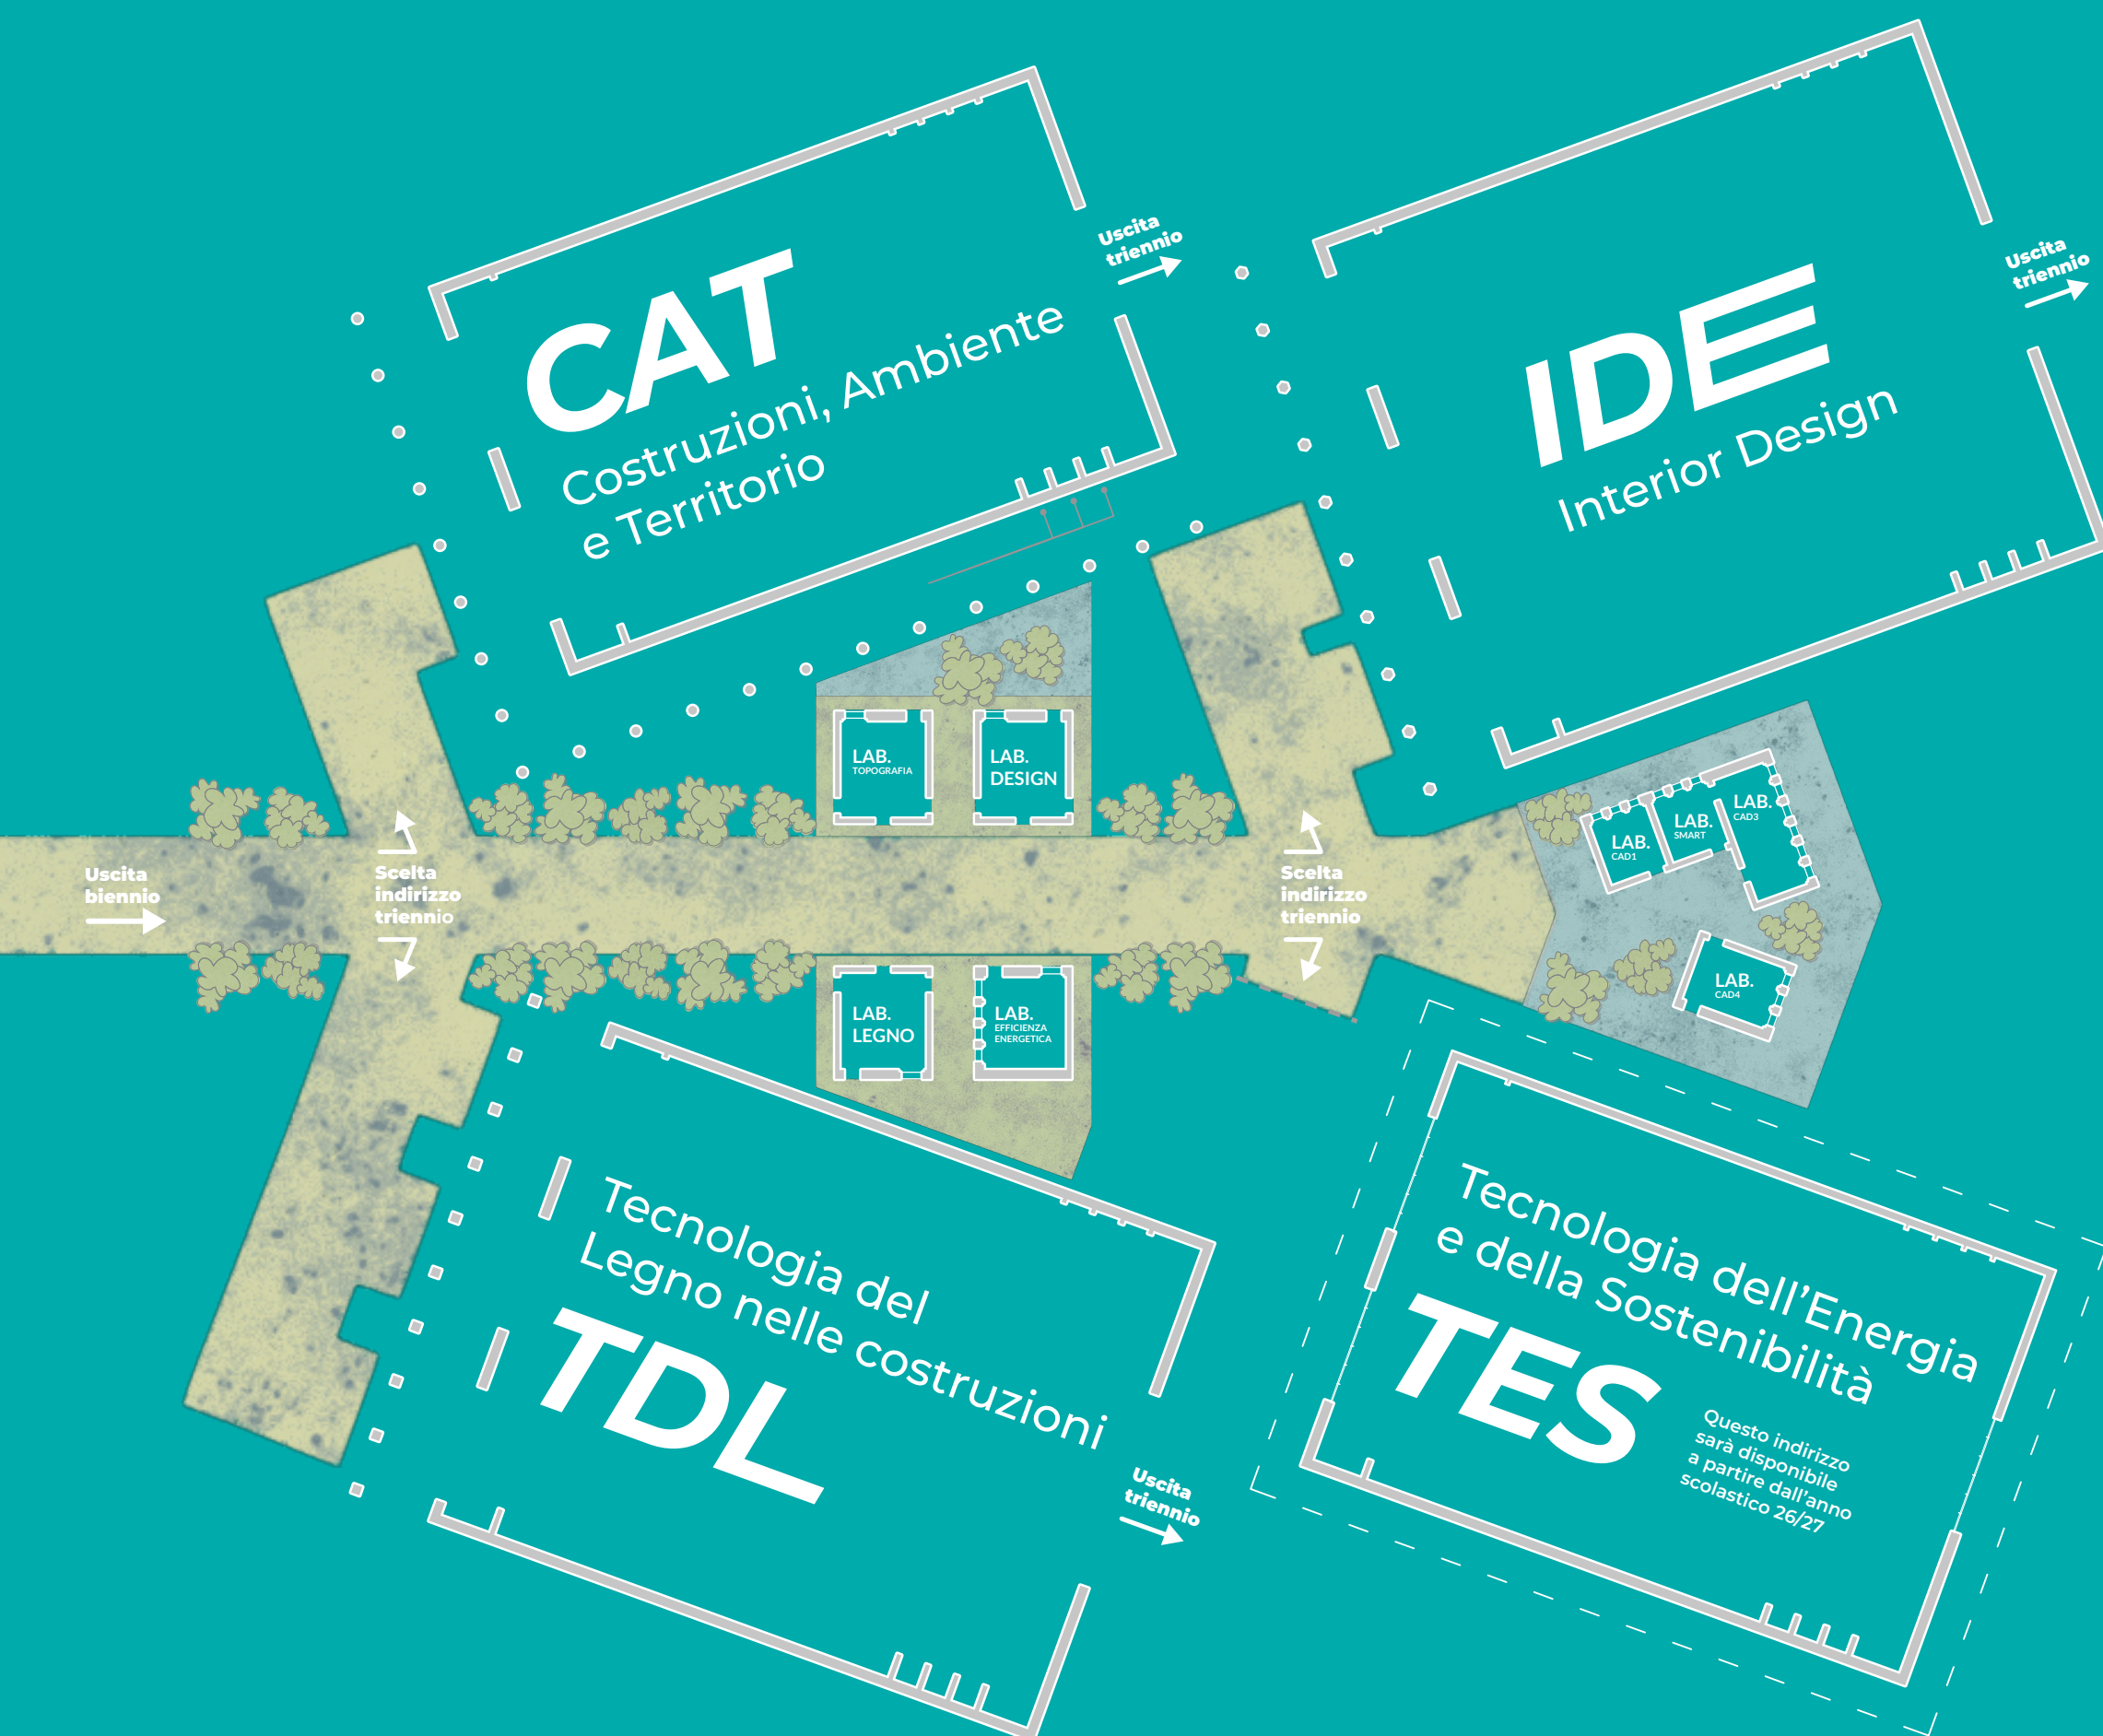 CAT
Costruzioni, Ambiente
e Territorio
Uscita
triennio
IDE
Interior Design
Uscita
triennio
LAB.
TOPOGRAFIA
LAB.
DESIGN
LAB.
CAD1
LAB.
SMART
LAB.
CAD3
Uscita
biennio
Scelta
indirizzo
triennio
Scelta
indirizzo
triennio
LAB.
CAD4
LAB.
LEGNO
LAB.
EFFICIENZA
ENERGETICA
Tecnologia del
Legno nelle costruzioni
TDL
Uscita
triennio
Tecnologia dell'Energia
e della Sostenibilità
TES
Questo indirizzo
sarà disponibile
a partire dall'anno
scolastico 26/27